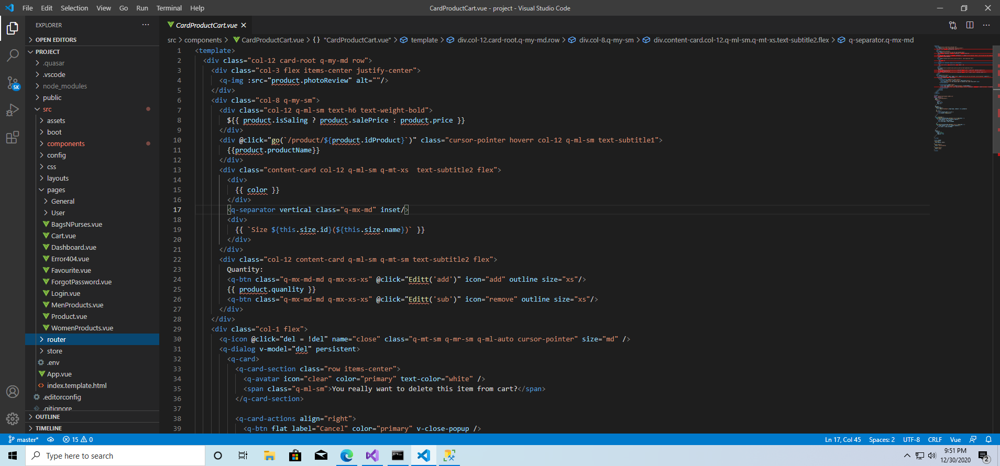 File Edit Selection View Go Run Terminal Help
CardProductCart.vue - project - Visual Studio Code
EXPLORER
CardProductCart.vue
OPEN EDITORS
PROJECT
.quasar
.vscode
node_modules
public
src
assets
boot
components
config
css
layouts
pages
General
User
BagsNPurses.vue
Cart.vue
Dashboard.vue
Error404.vue
Favourite.vue
ForgotPassword.vue
Login.vue
MenProducts.vue
Product.vue
WomenProducts.vue
router
store
.env
App.vue
index.template.html
.editorconfig
.gitignore
OUTLINE
TIMELINE
5K
src > components > CardProductCart.vue > {} "CardProductCart.vue" > template > div.col-12.card-root.q-my-md.row > div.col-8.q-my-sm > div.content-card.col-12.q-ml-sm.q-mt-xs.text-subtitle2.flex > q-separator.q-mx-md
1 <template>
2 <div class="col-12 card-root q-my-md row">
3 <div class="col-3 flex items-center justify-center">
4 <q-img :src="product.photoReview" alt=""/>
5 </div>
6 <div class="col-8 q-my-sm">
7 <div class="col-12 q-ml-sm text-h6 text-weight-bold">
8 ${{ product.isSaling ? product.salePrice : product.price }}
9 </div>
10 <div @click="go(`/product/${product.idProduct}`)" class="cursor-pointer hoverr col-12 q-ml-sm text-subtitle1">
11 {{product.productName}}
12 </div>
13 <div class="content-card col-12 q-ml-sm q-mt-xs  text-subtitle2 flex">
14 <div>
15 {{ color }}
16 </div>
17 <q-separator vertical class="q-mx-md" inset/>
18 <div>
19 {{ `Size ${this.size.id}(${this.size.name})` }}
20 </div>
21 </div>
22 <div class="col-12 content-card q-ml-sm q-mt-sm text-subtitle2 flex">
23 Quantity:
24 <q-btn class="q-mx-md-md q-mx-xs-xs" @click="Editt('add')" icon="add" outline size="xs"/>
25 {{ product.quanlity }}
26 <q-btn class="q-mx-md-md q-mx-xs-xs" @click="Editt('sub')" icon="remove" outline size="xs"/>
27 </div>
28 </div>
29 <div class="col-1 flex">
30 <q-icon @click="del = !del" name="close" class="q-mt-sm q-mr-sm q-ml-auto cursor-pointer" size="md" />
31 <q-dialog v-model="del" persistent>
32 <q-card>
33 <q-card-section class="row items-center">
34 <q-avatar icon="clear" color="primary" text-color="white" />
35 <span class="q-ml-sm">You really want to delete this item from cart?</span>
36 </q-card-section>
37
38 <q-card-actions align="right">
39 <q-btn flat label="Cancel" color="primary" v-close-popup />
master* 15 0
Ln 17, Col 45 Spaces: 2 UTF-8 CRLF Vue
Type here to search
9:51 PM
12/30/2020
2